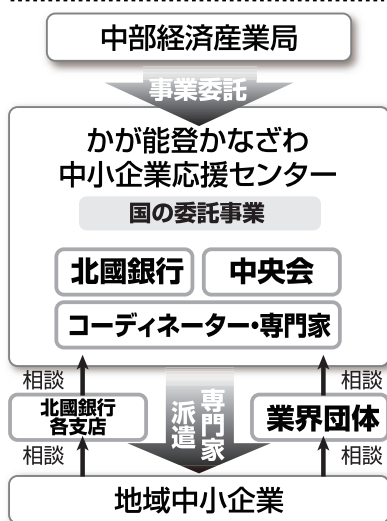 中部経済産業局
事業委託
かが能登かなざわ
中小企業応援センター
国の委託事業
北國銀行
中央会
コーディネーター・専門家
相談
相談
北國銀行
各支店
専門家
派遣
業界団体
相談
相談
地域中小企業